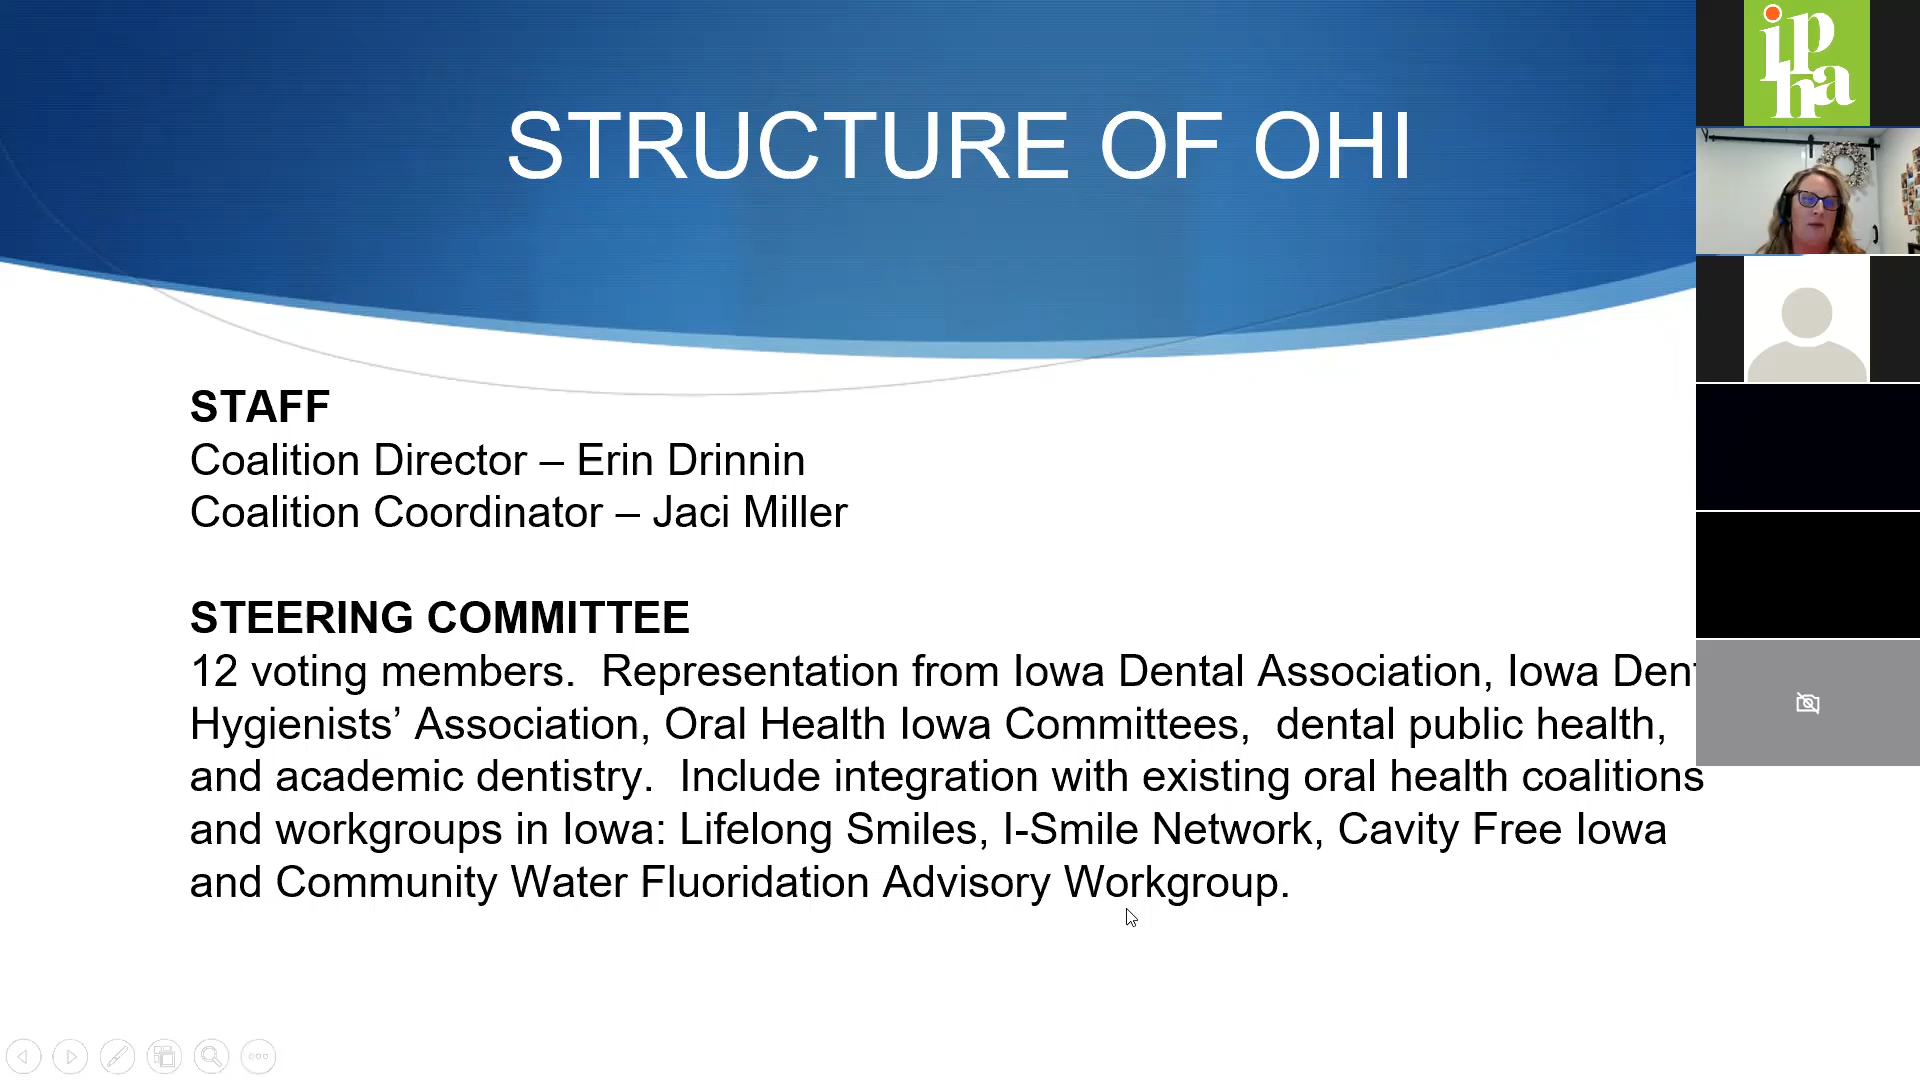 STRUCTURE OF OHI
ipha
STAFF
Coalition Director – Erin Drinnin
Coalition Coordinator – Jaci Miller
STEERING COMMITTEE
12 voting members.  Representation from Iowa Dental Association, Iowa Dent
Hygienists’ Association, Oral Health Iowa Committees,  dental public health,
and academic dentistry.  Include integration with existing oral health coalitions
and workgroups in Iowa: Lifelong Smiles, I-Smile Network, Cavity Free Iowa
and Community Water Fluoridation Advisory Workgroup.